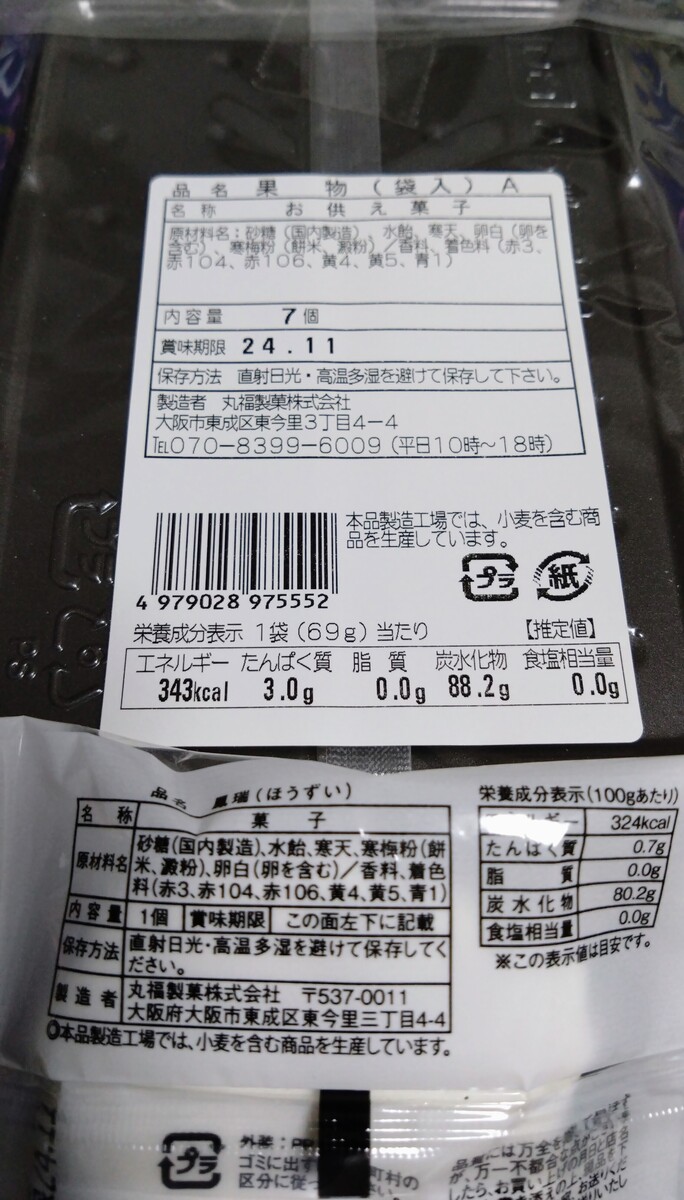 品名 果物(袋入)A
名称 お供え菓子
原材料名:砂糖(国内製造)、水飴、寒天、卵白(卵を
含む)、寒梅粉(餅米、澱粉)/香料、着色料(赤3、
赤104、赤106、黄4、黄5、青1)
内容量 7個
賞味期限 24.11
保存方法 直射日光・高温多湿を避けて保存して下さい。
製造者 丸福製菓株式会社
大阪市東成区東今里3丁目4-4
TEL070-8399-6009(平日10時~18時)
本品製造工場では、小麦を含む商
品を生産しています。
プラ 紙
4 979028 975552
栄養成分表示 1袋(69g)当たり 【推定値】
エネルギー たんぱく質 脂質 炭水化物 食塩相当量
343kcal 3.0g 0.0g 88.2g 0.0g
品名 鳳瑞(ほうずい)
名称 菓子
原材料名 砂糖(国内製造)、水飴、寒天、寒梅粉(餅
米、澱粉)、卵白(卵を含む)/香料、着色
料(赤3、赤104、赤106、黄4、黄5、青1)
内容量 1個 賞味期限 この面左下に記載
保存方法 直射日光・高温多湿を避けて保存してく
ださい。
製造者 丸福製菓株式会社 〒537-0011
大阪府大阪市東成区東今里三丁目4-4
◎本品製造工場では、小麦を含む商品を生産しています。
栄養成分表示(100gあたり)
324kcal
たんぱく質 0.7g
脂質 0.0g
炭水化物 80.2g
食塩相当量 0.0g
※この表示値は目安です。
プラ
外装:PP
ゴミに出す
町村の
区分に従っ